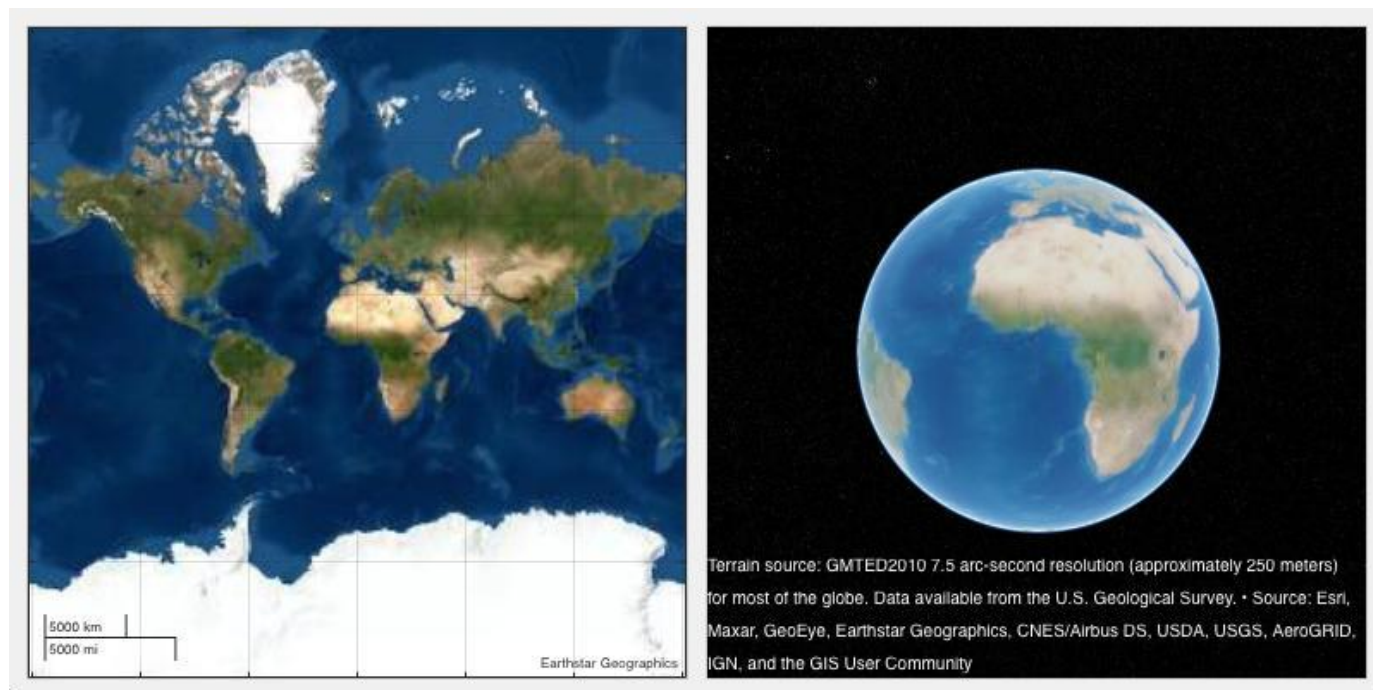 5000 km
5000 mi
Earthstar Geographics
Terrain source: GMTED2010 7.5 arc-second resolution (approximately 250 meters)
for most of the globe. Data available from the U.S. Geological Survey. • Source: Esri,
Maxar, GeoEye, Earthstar Geographics, CNES/Airbus DS, USDA, USGS, AeroGRID,
IGN, and the GIS User Community